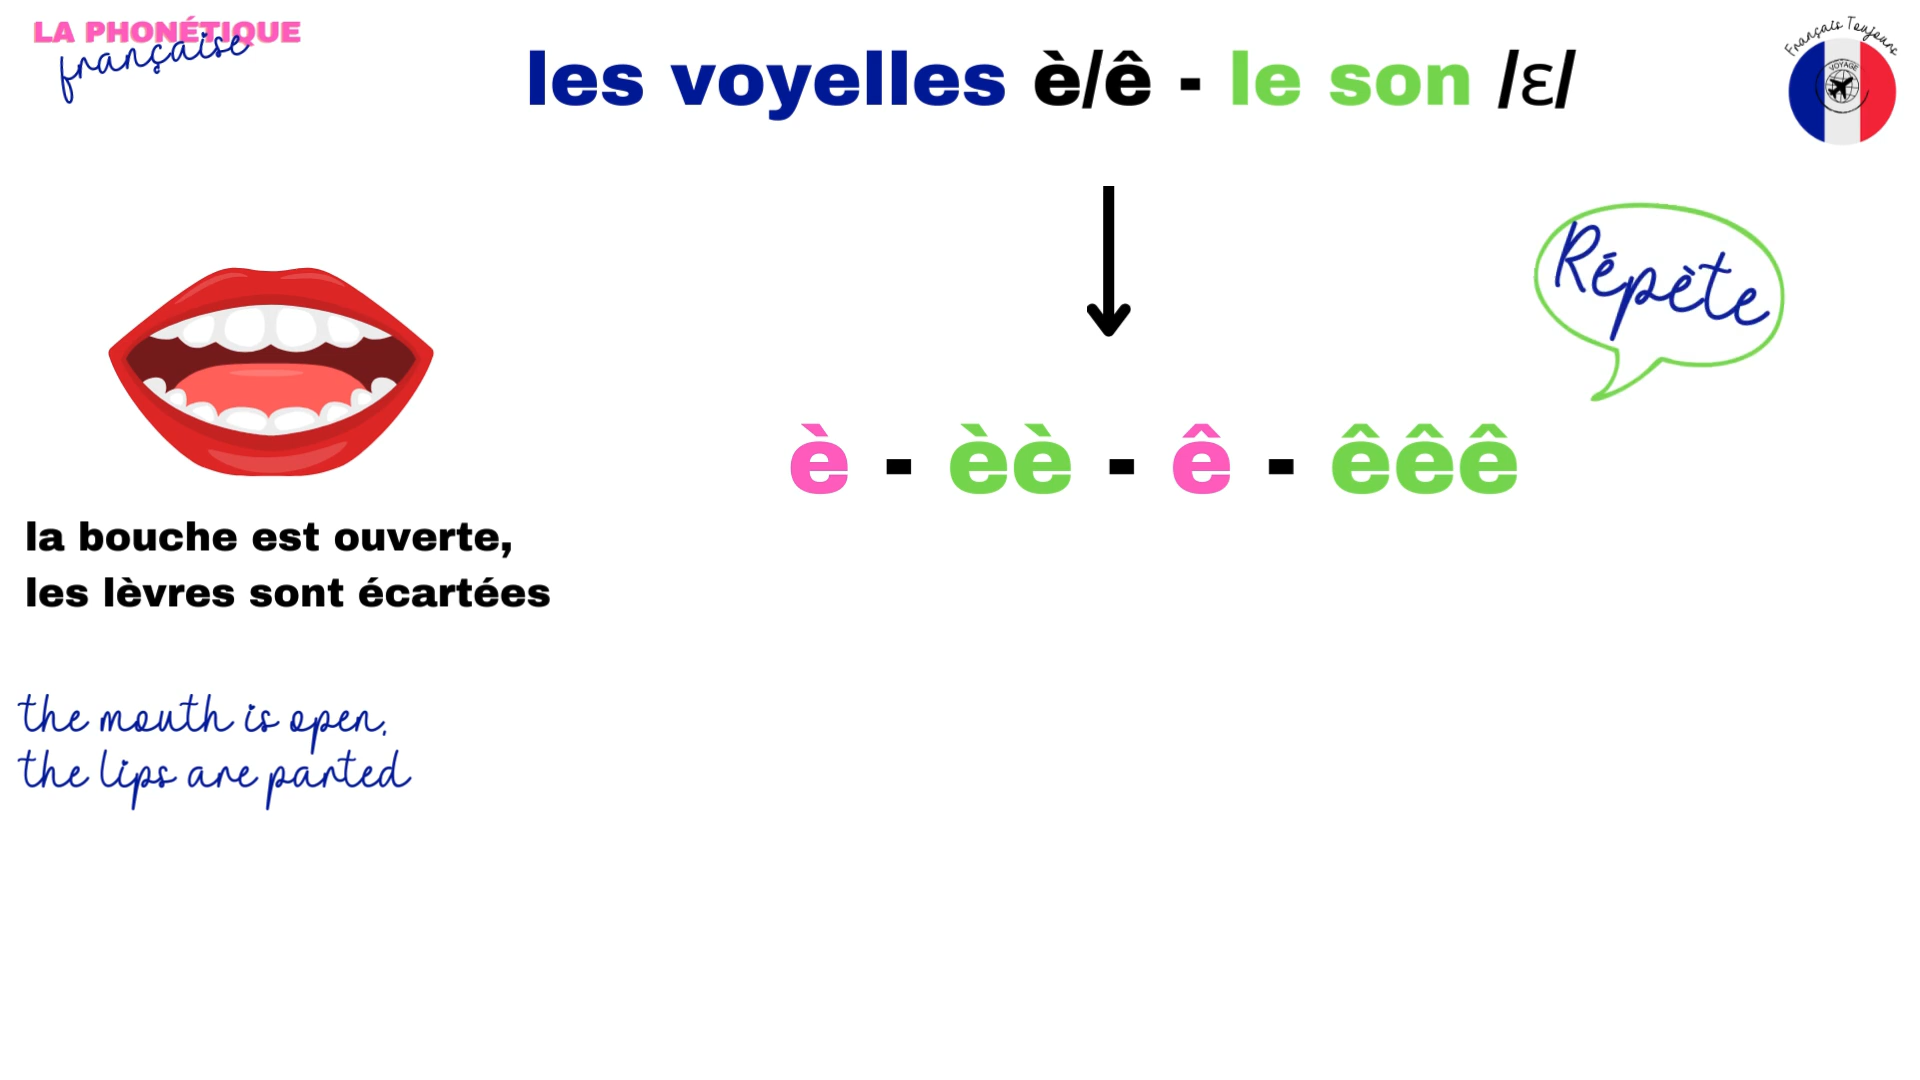 LA PHONÉTIQUE
française
les voyelles è/ê - le son /ɛ/
Français Toujours
VOYAGE
Répète
è - èè - ê - êêê
la bouche est ouverte,
les lèvres sont écartées
the mouth is open,
the lips are parted